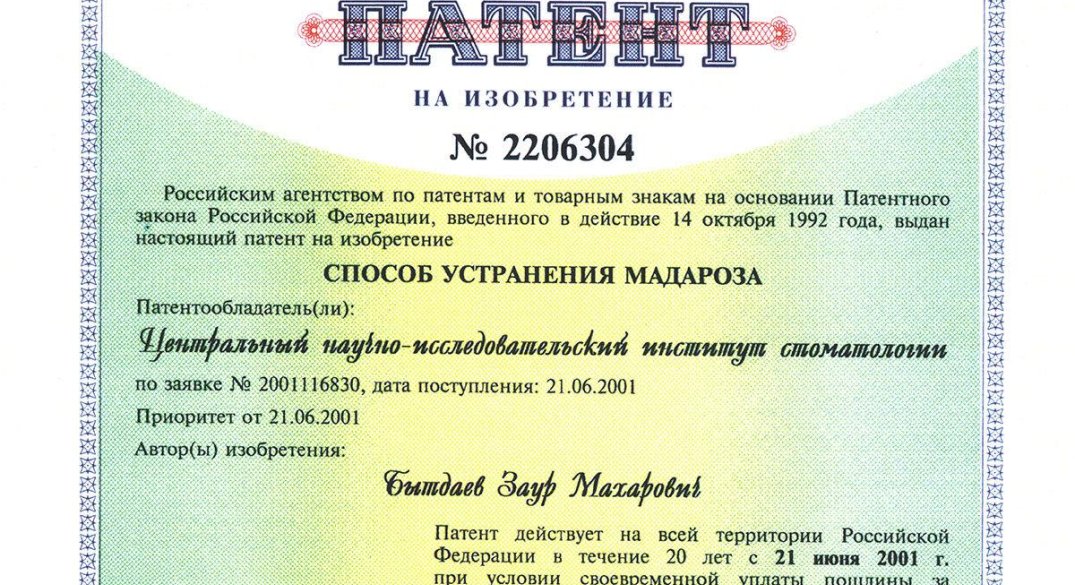 ПАТЕНТ
НА ИЗОБРЕТЕНИЕ
№ 2206304
Российским агентством по патентам и товарным знакам на основании Патентного
закона Российской Федерации, введенного в действие 14 октября 1992 года, выдан
настоящий патент на изобретение
СПОСОБ УСТРАНЕНИЯ МАДАРОЗА
Патентообладатель(ли):
Центральный научно-исследовательский институт стоматологии
по заявке № 2001116830, дата поступления: 21.06.2001
Приоритет от 21.06.2001
Автор(ы) изобретения:
Бытдаев Заур Махарович
Патент действует на всей территории Российской
Федерации в течение 20 лет с 21 июня 2001 г.
при условии своевременной уплаты пошлины за